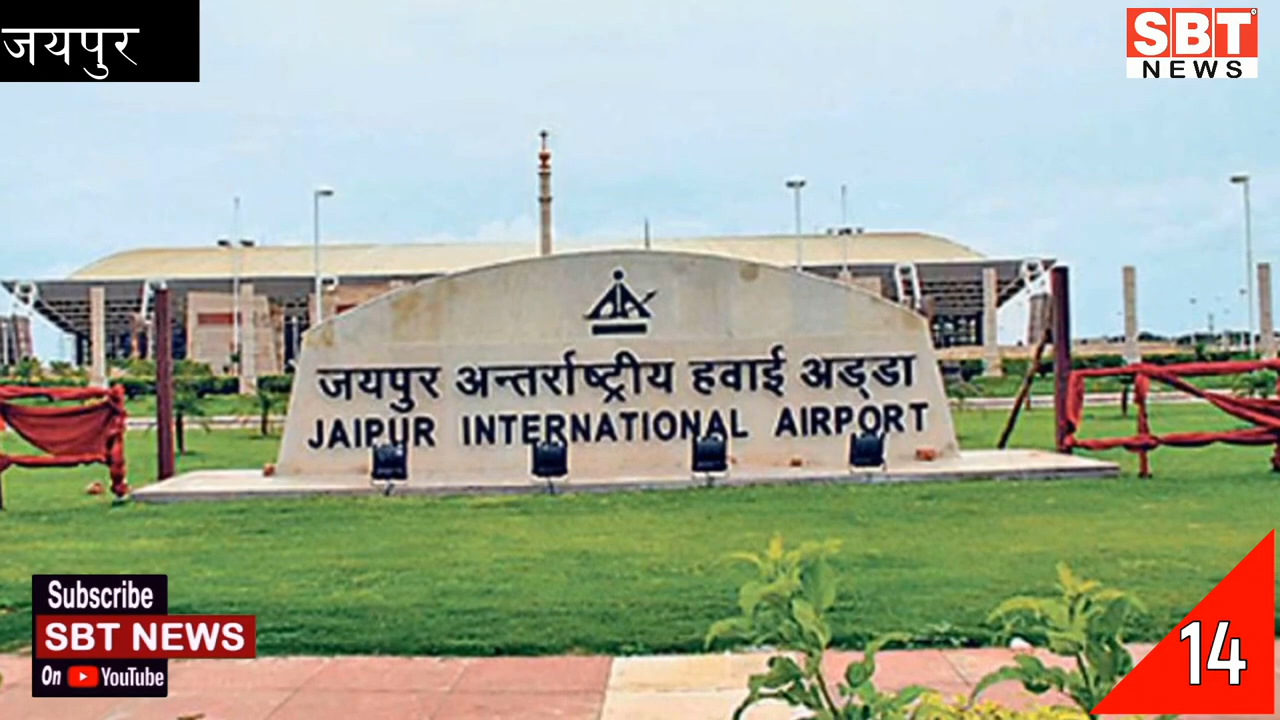 जयपुर
SBT
NEWS
जयपुर अन्तर्राष्ट्रीय हवाई अड्डा
JAIPUR INTERNATIONAL AIRPORT
Subscribe
SBT NEWS
On YouTube
14